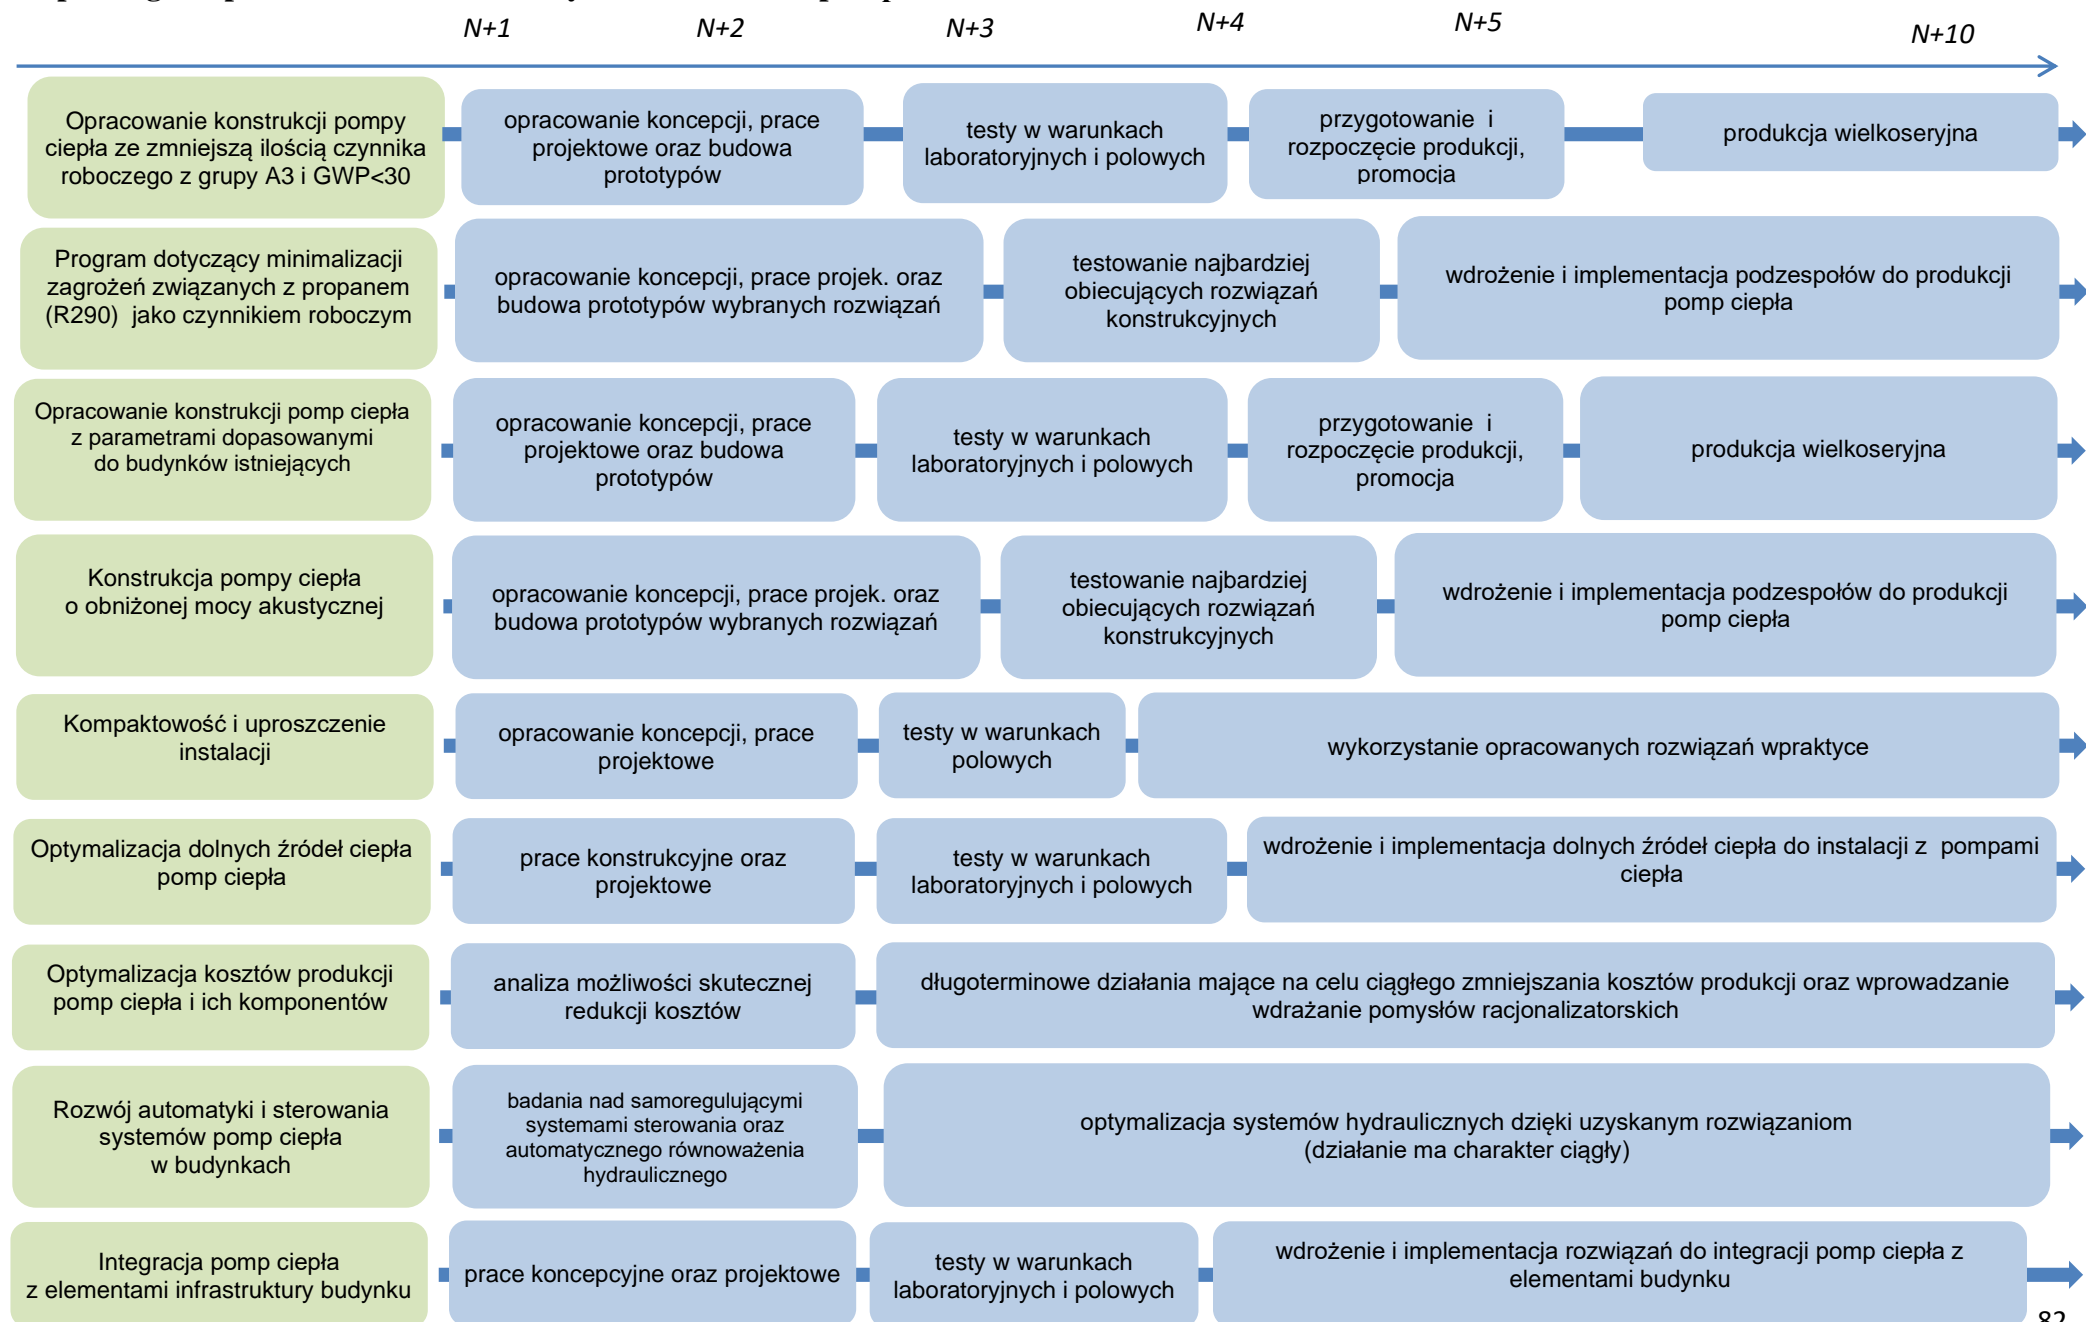 N+1 N+2 N+3 N+4 N+5 N+10
Opracowanie konstrukcji pompy
ciepła ze zmniejszą ilością czynnika
roboczego z grupy A3 i GWP<30
opracowanie koncepcji, prace
projektowe oraz budowa
prototypów
testy w warunkach
laboratoryjnych i polowych
przygotowanie i
rozpoczęcie produkcji,
promocja
produkcja wielkoseryjna
Program dotyczący minimalizacji
zagrożeń związanych z propanem
(R290) jako czynnikiem roboczym
opracowanie koncepcji, prace projek. oraz
budowa prototypów wybranych rozwiązań
testowanie najbardziej
obiecujących rozwiązań
konstrukcyjnych
wdrożenie i implementacja podzespołów do produkcji
pomp ciepła
Opracowanie konstrukcji pomp ciepła
z parametrami dopasowanymi
do budynków istniejących
opracowanie koncepcji, prace
projektowe oraz budowa
prototypów
testy w warunkach
laboratoryjnych i polowych
przygotowanie i
rozpoczęcie produkcji,
promocja
produkcja wielkoseryjna
Konstrukcja pompy ciepła
o obniżonej mocy akustycznej
opracowanie koncepcji, prace projek. oraz
budowa prototypów wybranych rozwiązań
testowanie najbardziej
obiecujących rozwiązań
konstrukcyjnych
wdrożenie i implementacja podzespołów do produkcji
pomp ciepła
Kompaktowość i uproszczenie
instalacji
opracowanie koncepcji, prace
projektowe
testy w warunkach
polowych
wykorzystanie opracowanych rozwiązań wpraktyce
Optymalizacja dolnych źródeł ciepła
pomp ciepła
prace konstrukcyjne oraz
projektowe
testy w warunkach
laboratoryjnych i polowych
wdrożenie i implementacja dolnych źródeł ciepła do instalacji z pompami
ciepła
Optymalizacja kosztów produkcji
pomp ciepła i ich komponentów
analiza możliwości skutecznej
redukcji kosztów
długoterminowe działania mające na celu ciągłego zmniejszania kosztów produkcji oraz wprowadzanie
wdrażanie pomysłów racjonalizatorskich
Rozwój automatyki i sterowania
systemów pomp ciepła
w budynkach
badania nad samoregulującymi
systemami sterowania oraz
automatycznego równoważenia
hydraulicznego
optymalizacja systemów hydraulicznych dzięki uzyskanym rozwiązaniom
(działanie ma charakter ciągły)
Integracja pomp ciepła
z elementami infrastruktury budynku
prace koncepcyjne oraz projektowe
testy w warunkach
laboratoryjnych i polowych
wdrożenie i implementacja rozwiązań do integracji pomp ciepła z
elementami budynku
82